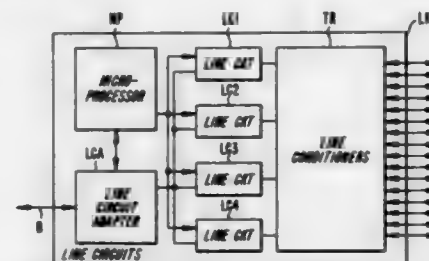 MP LC1 TR
MICRO-
PROCESSOR
LINE CKT
LC2
LINE CKT
LCA
LC3
LINE CKT
LC4
LINE CKT
LINE
CONDITIONERS
LINE
CIRCUIT
ADAPTER
B
LINE CIRCUITS